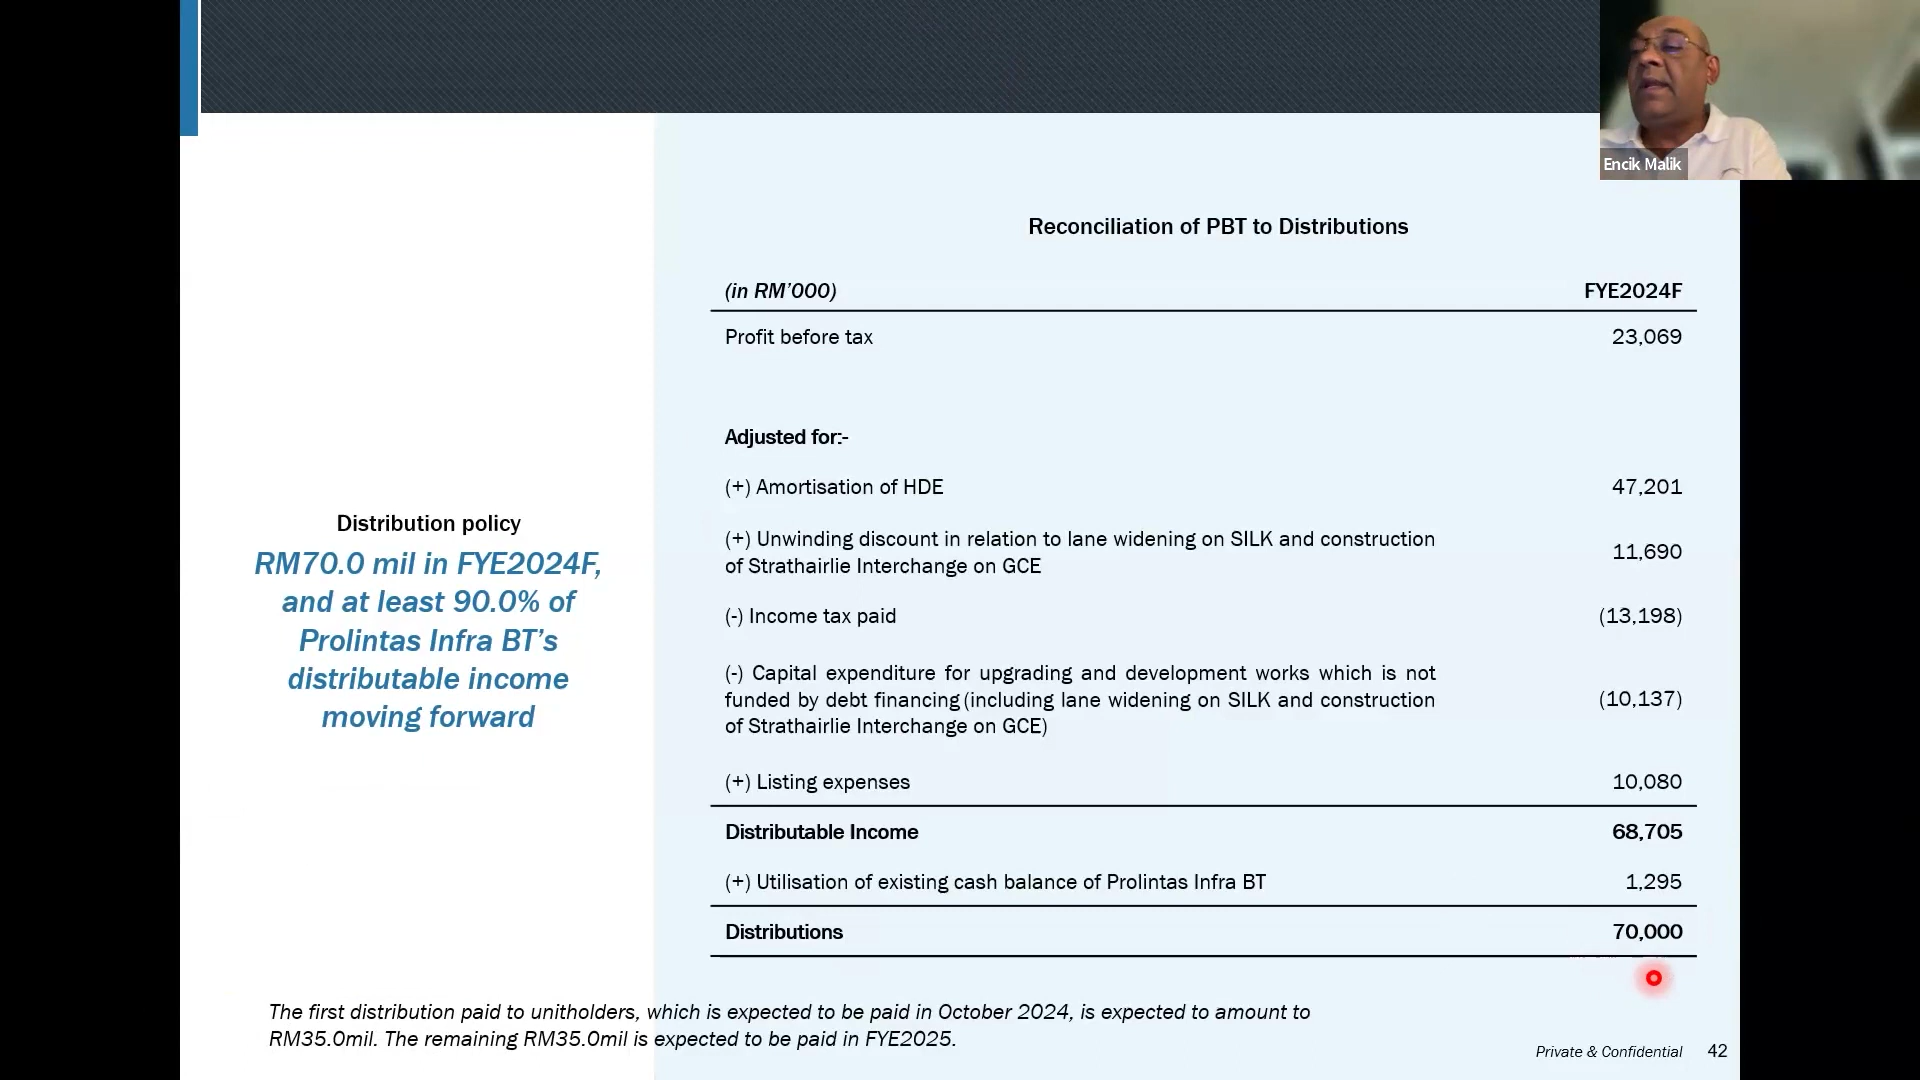 Encik Malik
Reconciliation of PBT to Distributions
(in RM’000) FYE2024F
Profit before tax 23,069
Adjusted for:-
(+) Amortisation of HDE 47,201
(+) Unwinding discount in relation to lane widening on SILK and construction
of Strathairlie Interchange on GCE 11,690
(-) Income tax paid (13,198)
(-) Capital expenditure for upgrading and development works which is not
funded by debt financing (including lane widening on SILK and construction
of Strathairlie Interchange on GCE) (10,137)
(+) Listing expenses 10,080
Distributable Income 68,705
(+) Utilisation of existing cash balance of Prolintas Infra BT 1,295
Distributions 70,000
Distribution policy
RM70.0 mil in FYE2024F,
and at least 90.0% of
Prolintas Infra BT’s
distributable income
moving forward
The first distribution paid to unitholders, which is expected to be paid in October 2024, is expected to amount to
RM35.0mil. The remaining RM35.0mil is expected to be paid in FYE2025.
Private & Confidential 42